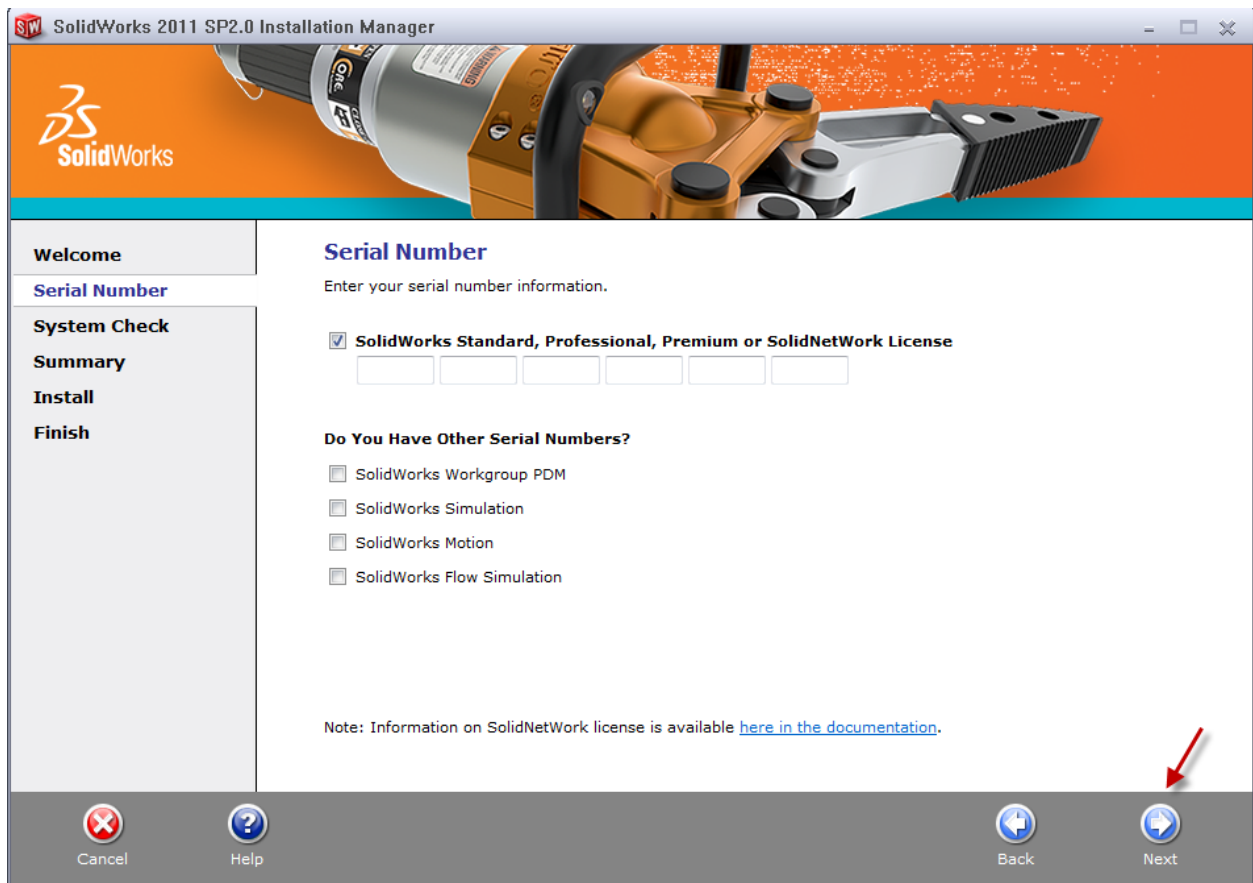 SolidWorks 2011 SP2.0 Installation Manager
SolidWorks
WARNING
CORE
Welcome
Serial Number
System Check
Summary
Install
Finish
Serial Number
Enter your serial number information.
SolidWorks Standard, Professional, Premium or SolidNetWork License
Do You Have Other Serial Numbers?
SolidWorks Workgroup PDM
SolidWorks Simulation
SolidWorks Motion
SolidWorks Flow Simulation
Note: Information on SolidNetWork license is available here in the documentation.
Cancel
Help
Back
Next